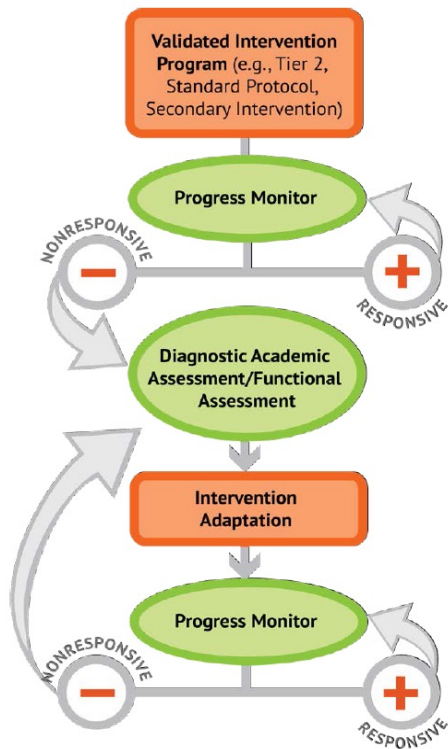 Validated Intervention
Program (e.g., Tier 2,
Standard Protocol,
Secondary Intervention)
Progress Monitor
NONRESPONSIVE
RESPONSIVE
Diagnostic Academic
Assessment/Functional
Assessment
Intervention
Adaptation
Progress Monitor
NONRESPONSIVE
RESPONSIVE